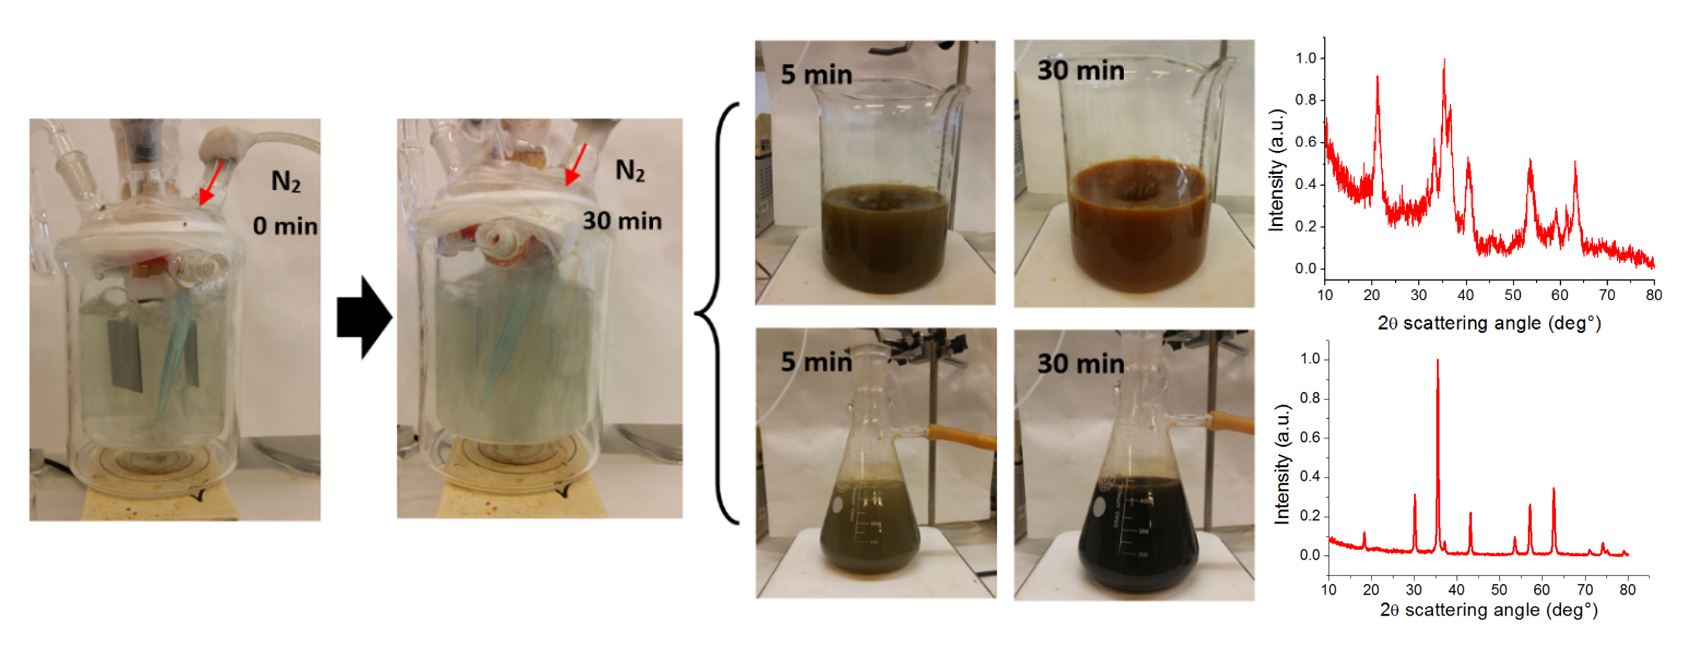 N₂
0 min
N₂
30 min
5 min
30 min
5 min
30 min
Intensity (a.u.)
1.0
0.8
0.6
0.4
0.2
0.0
10 20 30 40 50 60 70 80
2θ scattering angle (deg°)
Intensity (a.u.)
1.0
0.8
0.6
0.4
0.2
0.0
10 20 30 40 50 60 70 80
2θ scattering angle (deg°)